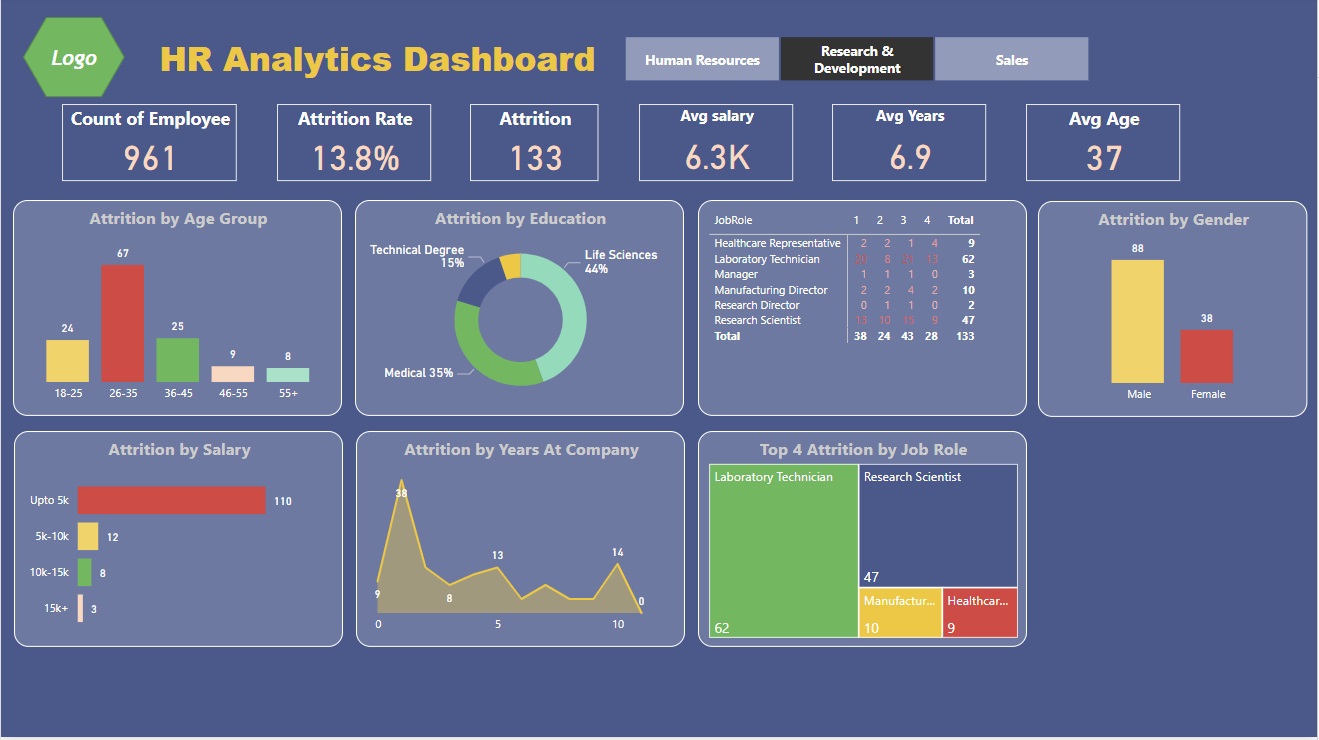 Logo
HR Analytics Dashboard
Human Resources
Research &
Development
Sales
Count of Employee
961
Attrition Rate
13.8%
Attrition
133
Avg salary
6.3K
Avg Years
6.9
Avg Age
37
Attrition by Age Group
24
67
25
9
8
18-25 26-35 36-45 46-55 55+
Attrition by Education
Technical Degree
15%
Life Sciences
44%
Medical 35%
JobRole 1 2 3 4 Total
Healthcare Representative 2 2 1 4 9
Laboratory Technician 20 8 21 13 62
Manager 1 1 1 0 3
Manufacturing Director 2 2 4 2 10
Research Director 0 1 1 0 2
Research Scientist 13 10 15 9 47
Total 38 24 43 28 133
Attrition by Gender
88
38
Male Female
Attrition by Salary
Upto 5k 110
5k-10k 12
10k-15k 8
15k+ 3
Attrition by Years At Company
9
38
8
13
14
0
0 5 10
Top 4 Attrition by Job Role
Laboratory Technician
62
Research Scientist
47
Manufactur...
10
Healthcar...
9